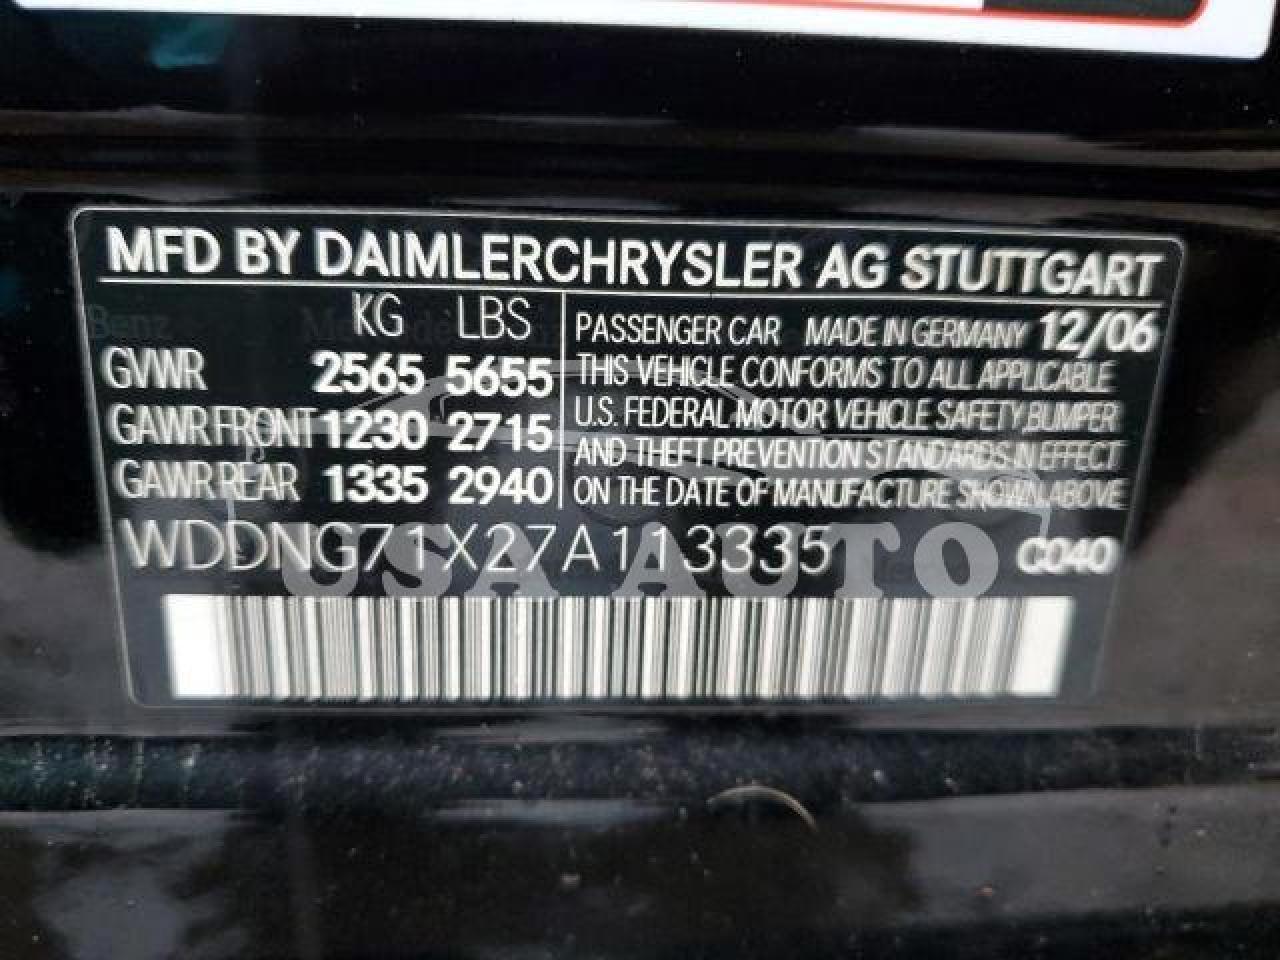 MFD BY DAIMLERCHRYSLER AG STUTTGART
KG LBS
GVWR 2565 5655
GAWR FRONT 1230 2715
GAWR REAR 1335 2940
PASSENGER CAR MADE IN GERMANY 12/06
THIS VEHICLE CONFORMS TO ALL APPLICABLE
U.S. FEDERAL MOTOR VEHICLE SAFETY, BUMPER
AND THEFT PREVENTION STANDARDS IN EFFECT
ON THE DATE OF MANUFACTURE SHOWN ABOVE
WDDNG71X27A113335 C040
USA AUTO